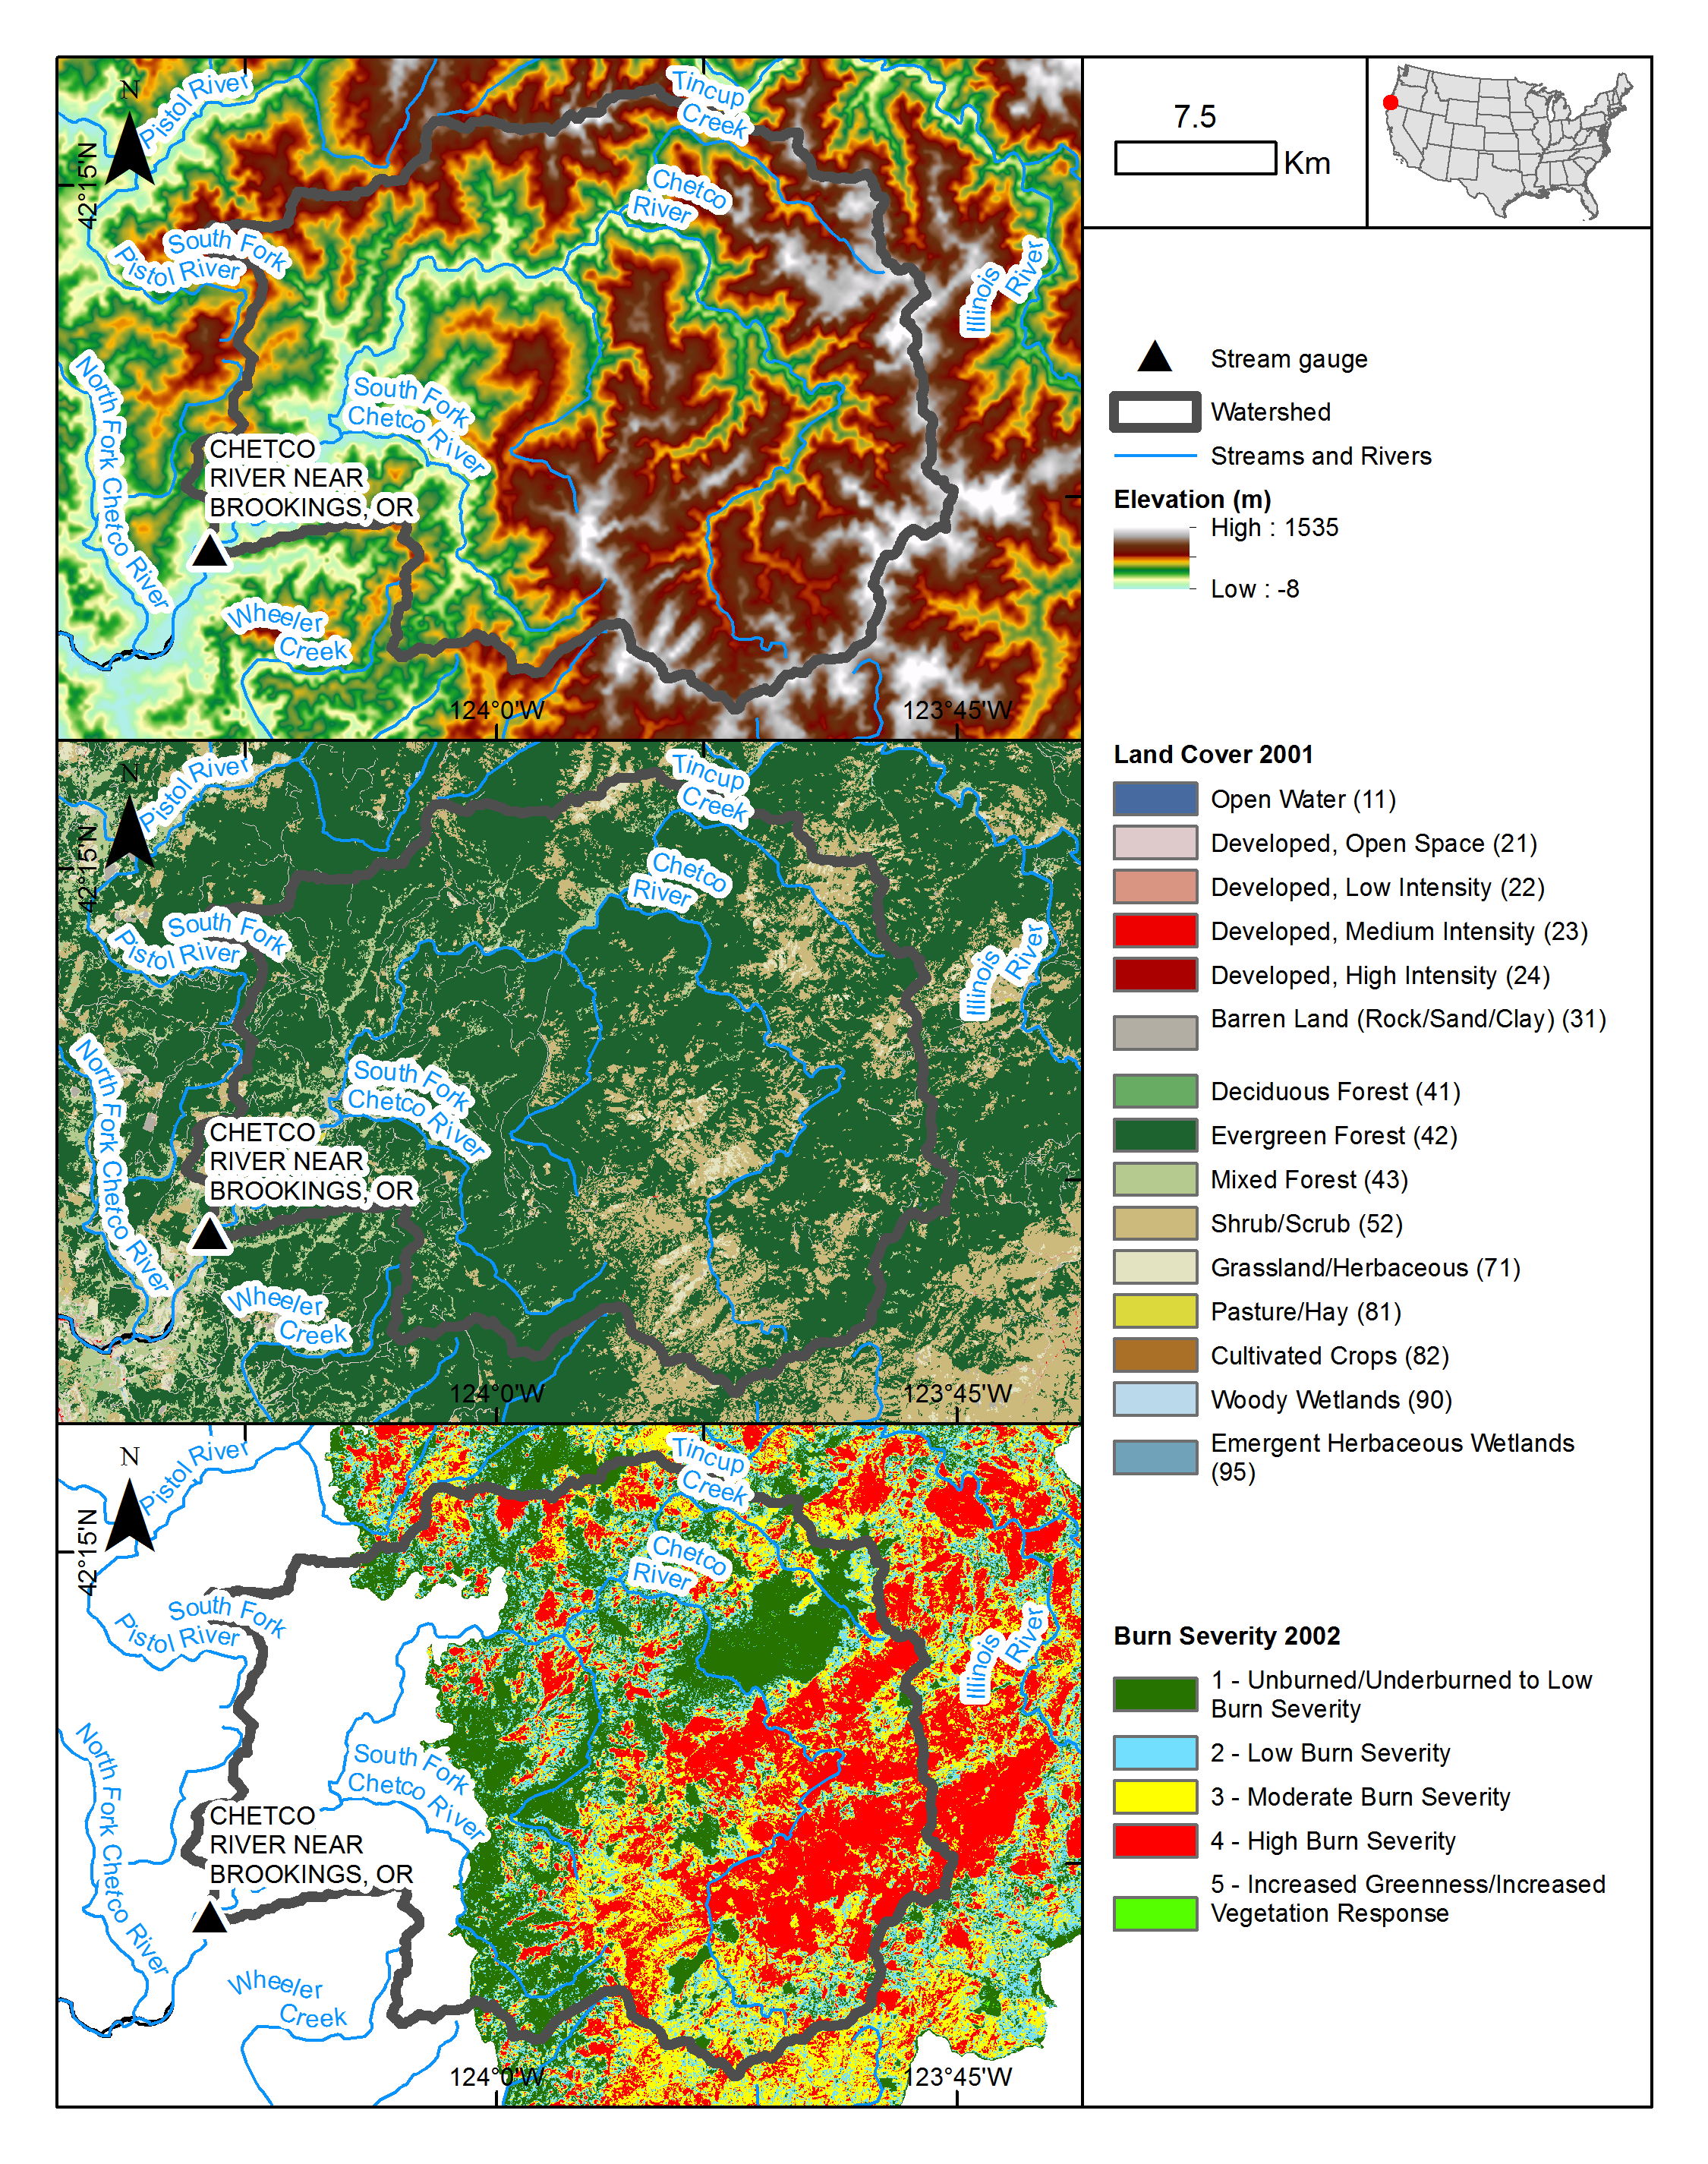 N
Pistol River
Tincup
Creek
42°15'N
Chetco
River
South Fork
Pistol River
Illinois
River
North Fork Chetco River
South Fork
Chetco River
CHETCO
RIVER NEAR
BROOKINGS, OR
Wheeler
Creek
124°0'W
123°45'W
N
Pistol River
Tincup
Creek
42°15'N
Chetco
River
South Fork
Pistol River
Illinois
River
North Fork Chetco River
South Fork
Chetco River
CHETCO
RIVER NEAR
BROOKINGS, OR
Wheeler
Creek
124°0'W
123°45'W
N
Pistol River
Tincup
Creek
42°15'N
Chetco
River
South Fork
Pistol River
Illinois
River
North Fork Chetco River
South Fork
Chetco River
CHETCO
RIVER NEAR
BROOKINGS, OR
Wheeler
Creek
124°0'W
123°45'W
7.5
Km
Stream gauge
Watershed
Streams and Rivers
Elevation (m)
High : 1535
Low : -8
Land Cover 2001
Open Water (11)
Developed, Open Space (21)
Developed, Low Intensity (22)
Developed, Medium Intensity (23)
Developed, High Intensity (24)
Barren Land (Rock/Sand/Clay) (31)
Deciduous Forest (41)
Evergreen Forest (42)
Mixed Forest (43)
Shrub/Scrub (52)
Grassland/Herbaceous (71)
Pasture/Hay (81)
Cultivated Crops (82)
Woody Wetlands (90)
Emergent Herbaceous Wetlands
(95)
Burn Severity 2002
1 - Unburned/Underburned to Low
Burn Severity
2 - Low Burn Severity
3 - Moderate Burn Severity
4 - High Burn Severity
5 - Increased Greenness/Increased
Vegetation Response